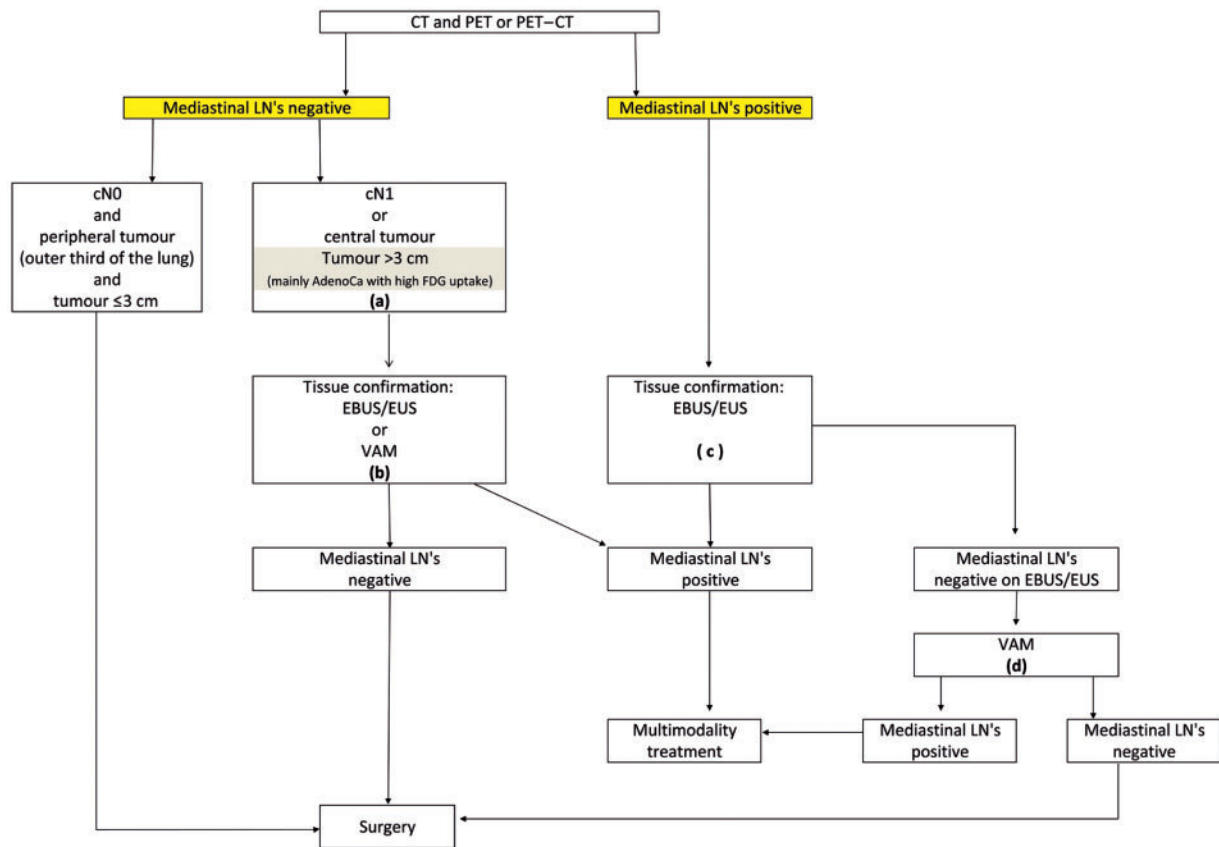 CT and PET or PET–CT
Mediastinal LN's negative
Mediastinal LN's positive
cN0
and
peripheral tumour
(outer third of the lung)
and
tumour ≤3 cm
cN1
or
central tumour
Tumour >3 cm
(mainly AdenoCa with high FDG uptake)
(a)
Tissue confirmation:
EBUS/EUS
or
VAM
(b)
Tissue confirmation:
EBUS/EUS
( c )
Mediastinal LN's
negative
Mediastinal LN's
positive
Mediastinal LN's
negative on EBUS/EUS
VAM
(d)
Multimodality
treatment
Mediastinal LN's
positive
Mediastinal LN's
negative
Surgery